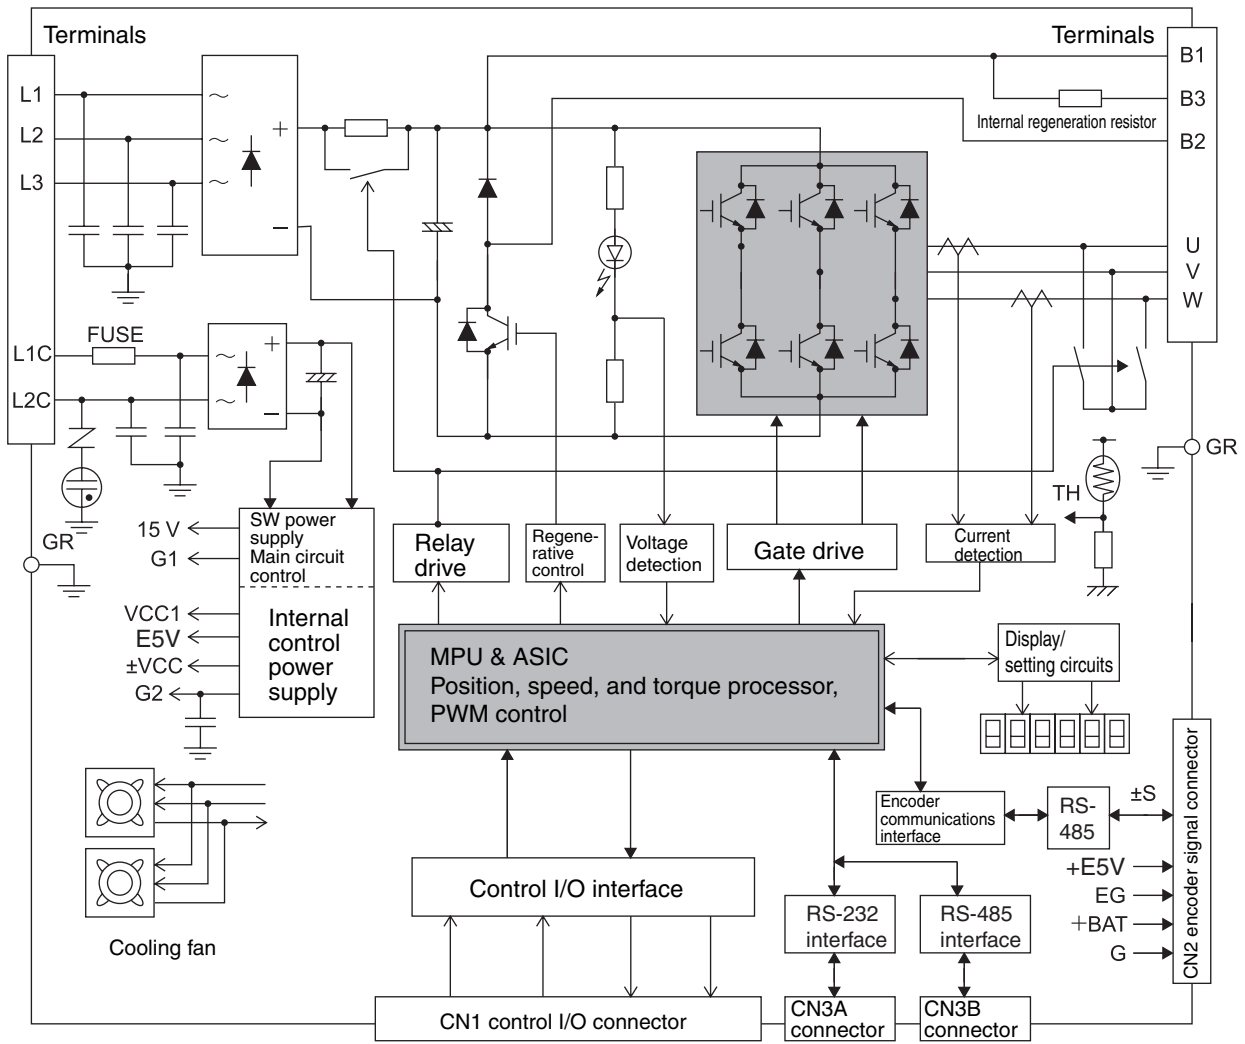 Terminals
Terminals
L1
L2
L3
+
−
B1
B3
Internal regeneration resistor
B2
U
V
W
FUSE
L1C
L2C
+
−
GR
TH
GR
15 V
G1
SW power
supply
Main circuit
control
VCC1
E5V
±VCC
G2
Internal
control
power
supply
Relay
drive
Regene-
rative
control
Voltage
detection
Gate drive
Current
detection
MPU & ASIC
Position, speed, and torque processor,
PWM control
Display/
setting circuits
Encoder
communications
interface
RS-
485
±S
+E5V
EG
+BAT
G
CN2 encoder signal connector
Cooling fan
Control I/O interface
RS-232
interface
RS-485
interface
CN1 control I/O connector
CN3A
connector
CN3B
connector